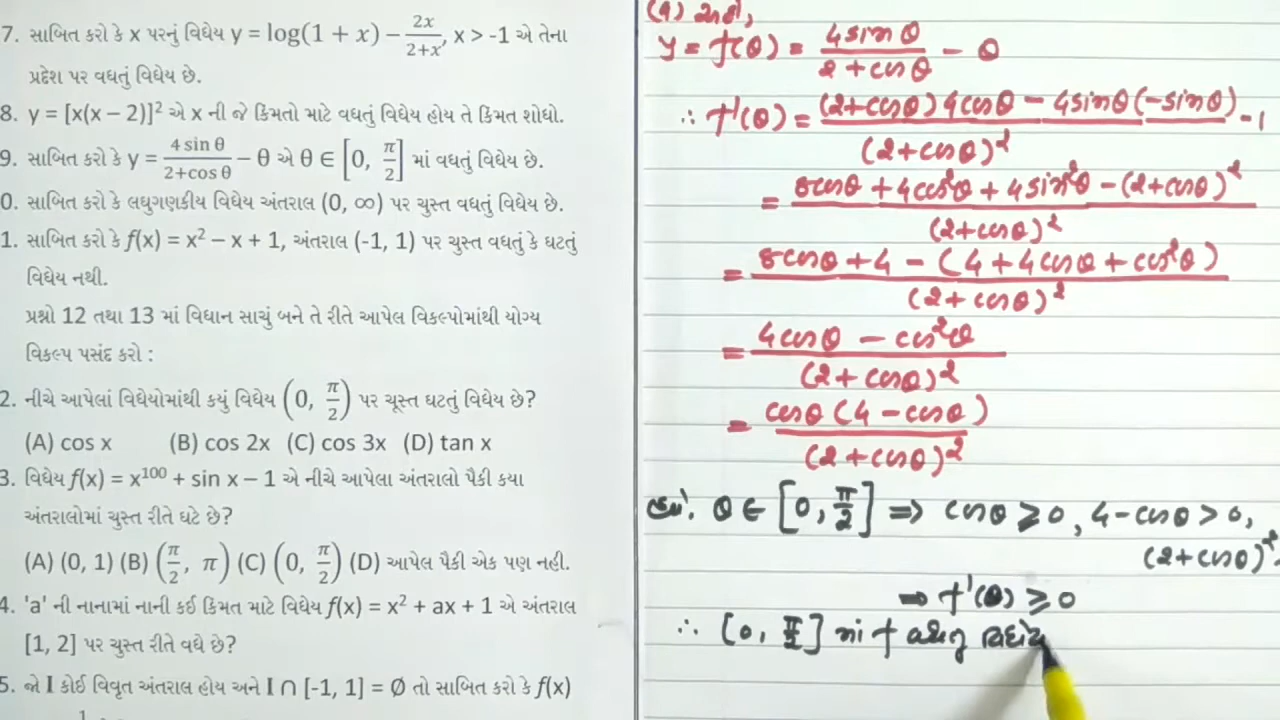 7. સાબિત કરો કે x પરનું વિધેય y = log(1 + x) − 2x/2+x, x > -1 એ તેના
પ્રદેશ પર વધતું વિધેય છે.
8. y = [x(x − 2)]² એ x ની જે કિંમતો માટે વધતું વિધેય હોય તે કિંમત શોધો.
9. સાબિત કરો કે y = 4 sin θ/2+cos θ − θ એ θ ∈ [0, π/2] માં વધતું વિધેય છે.
0. સાબિત કરો કે લઘુગણકીય વિધેય અંતરાલ (0, ∞) પર ચુસ્ત વધતું વિધેય છે.
1. સાબિત કરો કે f(x) = x² − x + 1, અંતરાલ (-1, 1) પર ચુસ્ત વધતું કે ઘટતું
વિધેય નથી.
પ્રશ્નો 12 તથા 13 માં વિધાન સાચું બને તે રીતે આપેલ વિકલ્પોમાંથી યોગ્ય
વિકલ્પ પસંદ કરો :
2. નીચે આપેલાં વિધેયોમાંથી કયું વિધેય (0, π/2) પર ચૂસ્ત ઘટતું વિધેય છે?
(A) cos x (B) cos 2x (C) cos 3x (D) tan x
3. વિધેય f(x) = x¹⁰⁰ + sin x − 1 એ નીચે આપેલા અંતરાલો પૈકી કયા
અંતરાલોમાં ચુસ્ત રીતે ઘટે છે?
(A) (0, 1) (B) (π/2, π) (C) (0, π/2) (D) આપેલ પૈકી એક પણ નહી.
4. 'a' ની નાનામાં નાની કઈ કિંમત માટે વિધેય f(x) = x² + ax + 1 એ અંતરાલ
[1, 2] પર ચુસ્ત રીતે વધે છે?
5. જો I કોઈ વિવૃત અંતરાલ હોય અને I ∩ [-1, 1] = Ø તો સાબિત કરો કે f(x)
1
(9) અહીં,
y = f(θ) = 4sinθ/2+cosθ − θ
∴ f'(θ) = (2+cosθ)4cosθ − 4sinθ(−sinθ)/(2+cosθ)² − 1
= 8cosθ + 4cos²θ + 4sin²θ − (2+cosθ)²/(2+cosθ)²
= 8cosθ + 4 − (4 + 4cosθ + cos²θ)/(2+cosθ)²
= 4cosθ − cos²θ/(2+cosθ)²
= cosθ(4 − cosθ)/(2+cosθ)²
θ ∈ [0, π/2] ⇒ cosθ ≥ 0, 4−cosθ > 0,
(2+cosθ)²
⇒ f'(θ) ≥ 0
∴ [0, π/2] માં f વધતું વિધેય